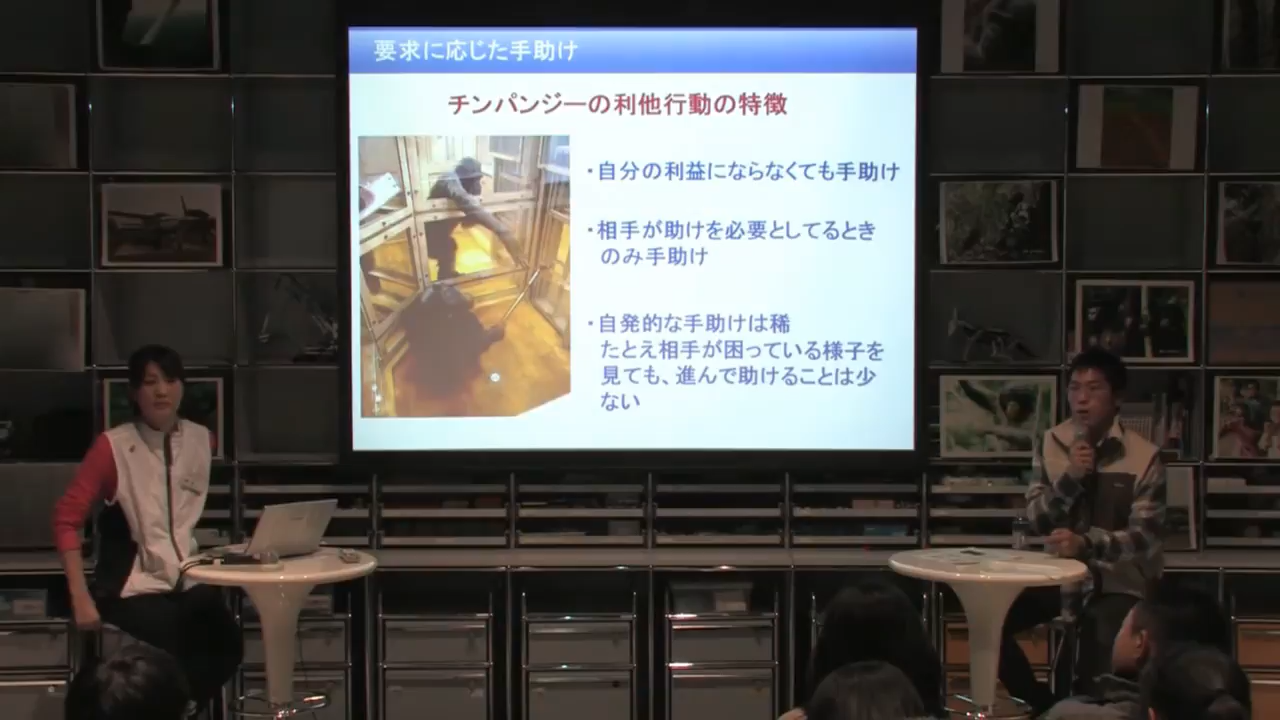 要求に応じた手助け
チンパンジーの利他行動の特徴
・自分の利益にならなくても手助け
・相手が助けを必要としてるとき
のみ手助け
・自発的な手助けは稀
たとえ相手が困っている様子を
見ても、進んで助けることは少
ない